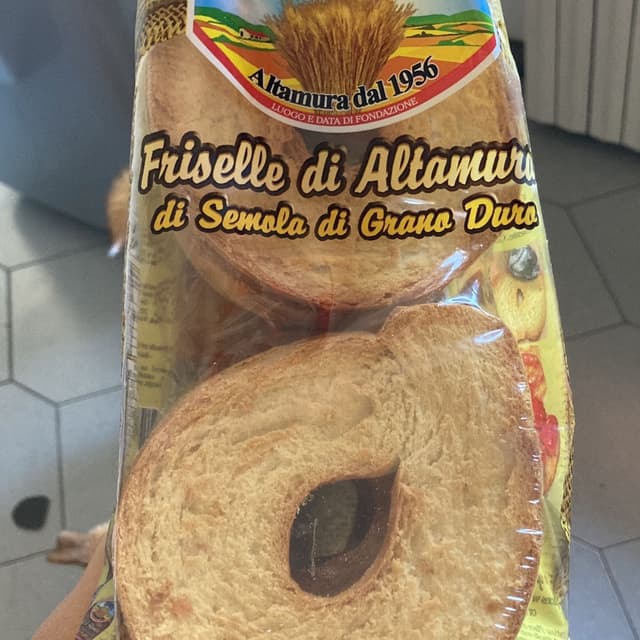 Altamura dal 1956
LUOGO E DATA DI FONDAZIONE
Friselle di Altamura
di Semola di Grano Duro